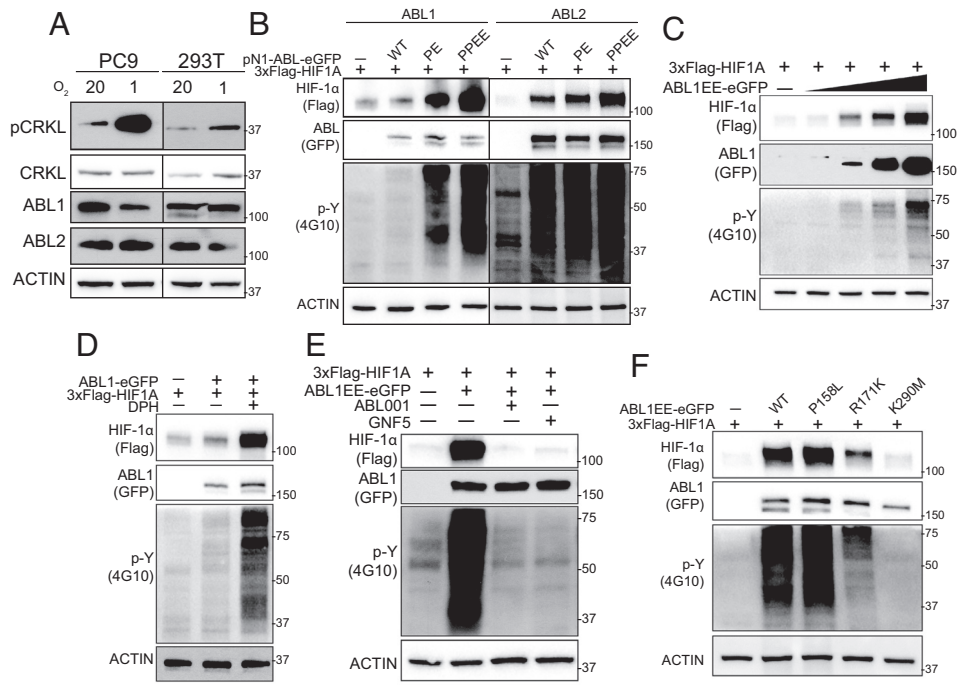 A
PC9 293T
O2 20 1 20 1
pCRKL
37
CRKL
37
ABL1
100
ABL2
100
ACTIN
37
B
ABL1 ABL2
pN1-ABL-eGFP – WT PE PPEE – WT PE PPEE
3xFlag-HIF1A + + + + + + + +
HIF-1α
(Flag)
100
ABL
(GFP)
150
p-Y
(4G10)
75
50
37
ACTIN
37
C
3xFlag-HIF1A + + + + +
ABL1EE-eGFP –
HIF-1α
(Flag)
100
ABL1
(GFP)
150
p-Y
(4G10)
75
50
37
ACTIN
37
D
ABL1-eGFP – + +
3xFlag-HIF1A + + +
DPH – – +
HIF-1α
(Flag)
100
ABL1
(GFP)
150
p-Y
(4G10)
75
50
37
ACTIN
37
E
3xFlag-HIF1A + + + +
ABL1EE-eGFP – + + +
ABL001 – – + –
GNF5 – – – +
HIF-1α
(Flag)
100
ABL1
(GFP)
150
p-Y
(4G10)
75
50
37
ACTIN
37
F
ABL1EE-eGFP – WT P158L R171K K290M
3xFlag-HIF1A + + + + +
HIF-1α
(Flag)
100
ABL1
(GFP)
150
p-Y
(4G10)
75
50
37
ACTIN
37